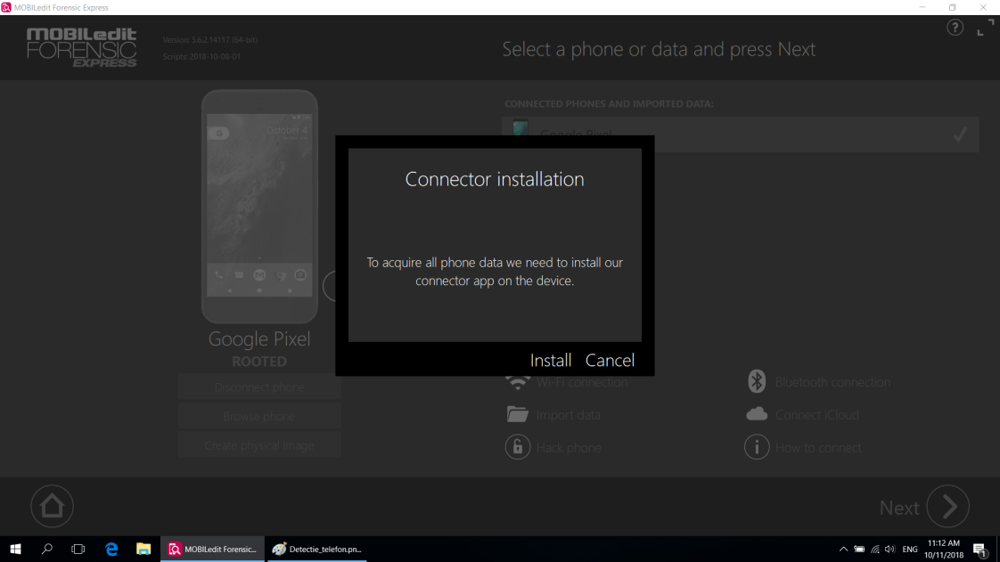 MOBILedit Forensic Express
MOBILedit
FORENSIC
EXPRESS
Version: 5.6.2.14117 (64-bit)
Scripts: 2018-10-08-01
Select a phone or data and press Next
?
CONNECTED PHONES AND IMPORTED DATA:
Google Pixel
G
October 4
Connector installation
To acquire all phone data we need to install our
connector app on the device.
Install Cancel
Google Pixel
ROOTED
Disconnect phone
Browse phone
Create physical image
Wi-Fi connection
Bluetooth connection
Import data
Connect iCloud
Hack phone
How to connect
Next
MOBILedit Forensic...
Detectie_telefon.pn...
ENG
11:12 AM
10/11/2018
1